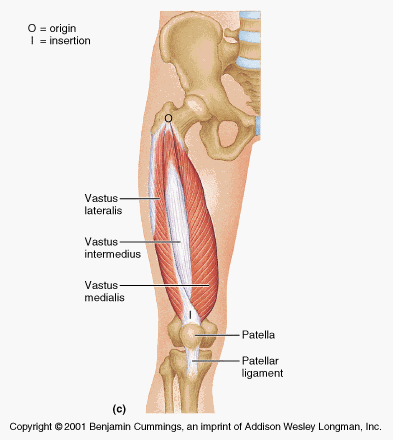 O = origin
I = insertion
O
Vastus
lateralis
Vastus
intermedius
Vastus
medialis
I
Patella
Patellar
ligament
(c)
Copyright © 2001 Benjamin Cummings, an imprint of Addison Wesley Longman, Inc.